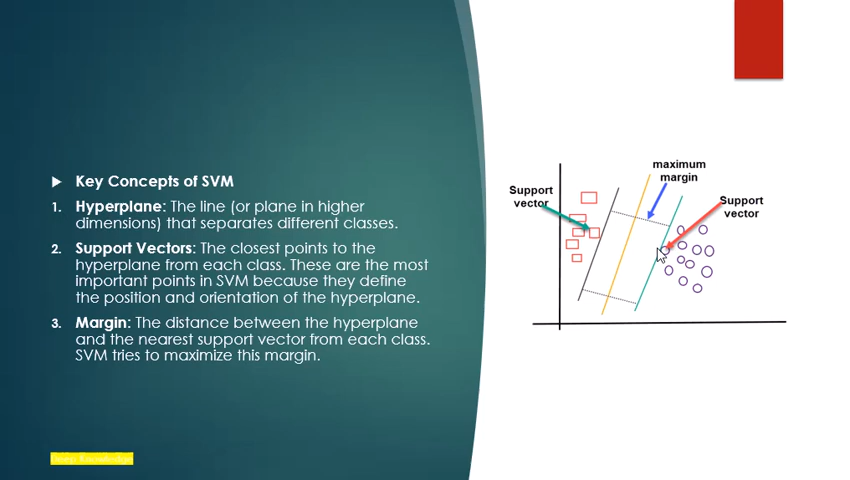 Key Concepts of SVM
1. Hyperplane: The line (or plane in higher
dimensions) that separates different classes.
2. Support Vectors: The closest points to the
hyperplane from each class. These are the most
important points in SVM because they define
the position and orientation of the hyperplane.
3. Margin: The distance between the hyperplane
and the nearest support vector from each class.
SVM tries to maximize this margin.
maximum
margin
Support
vector
Support
vector